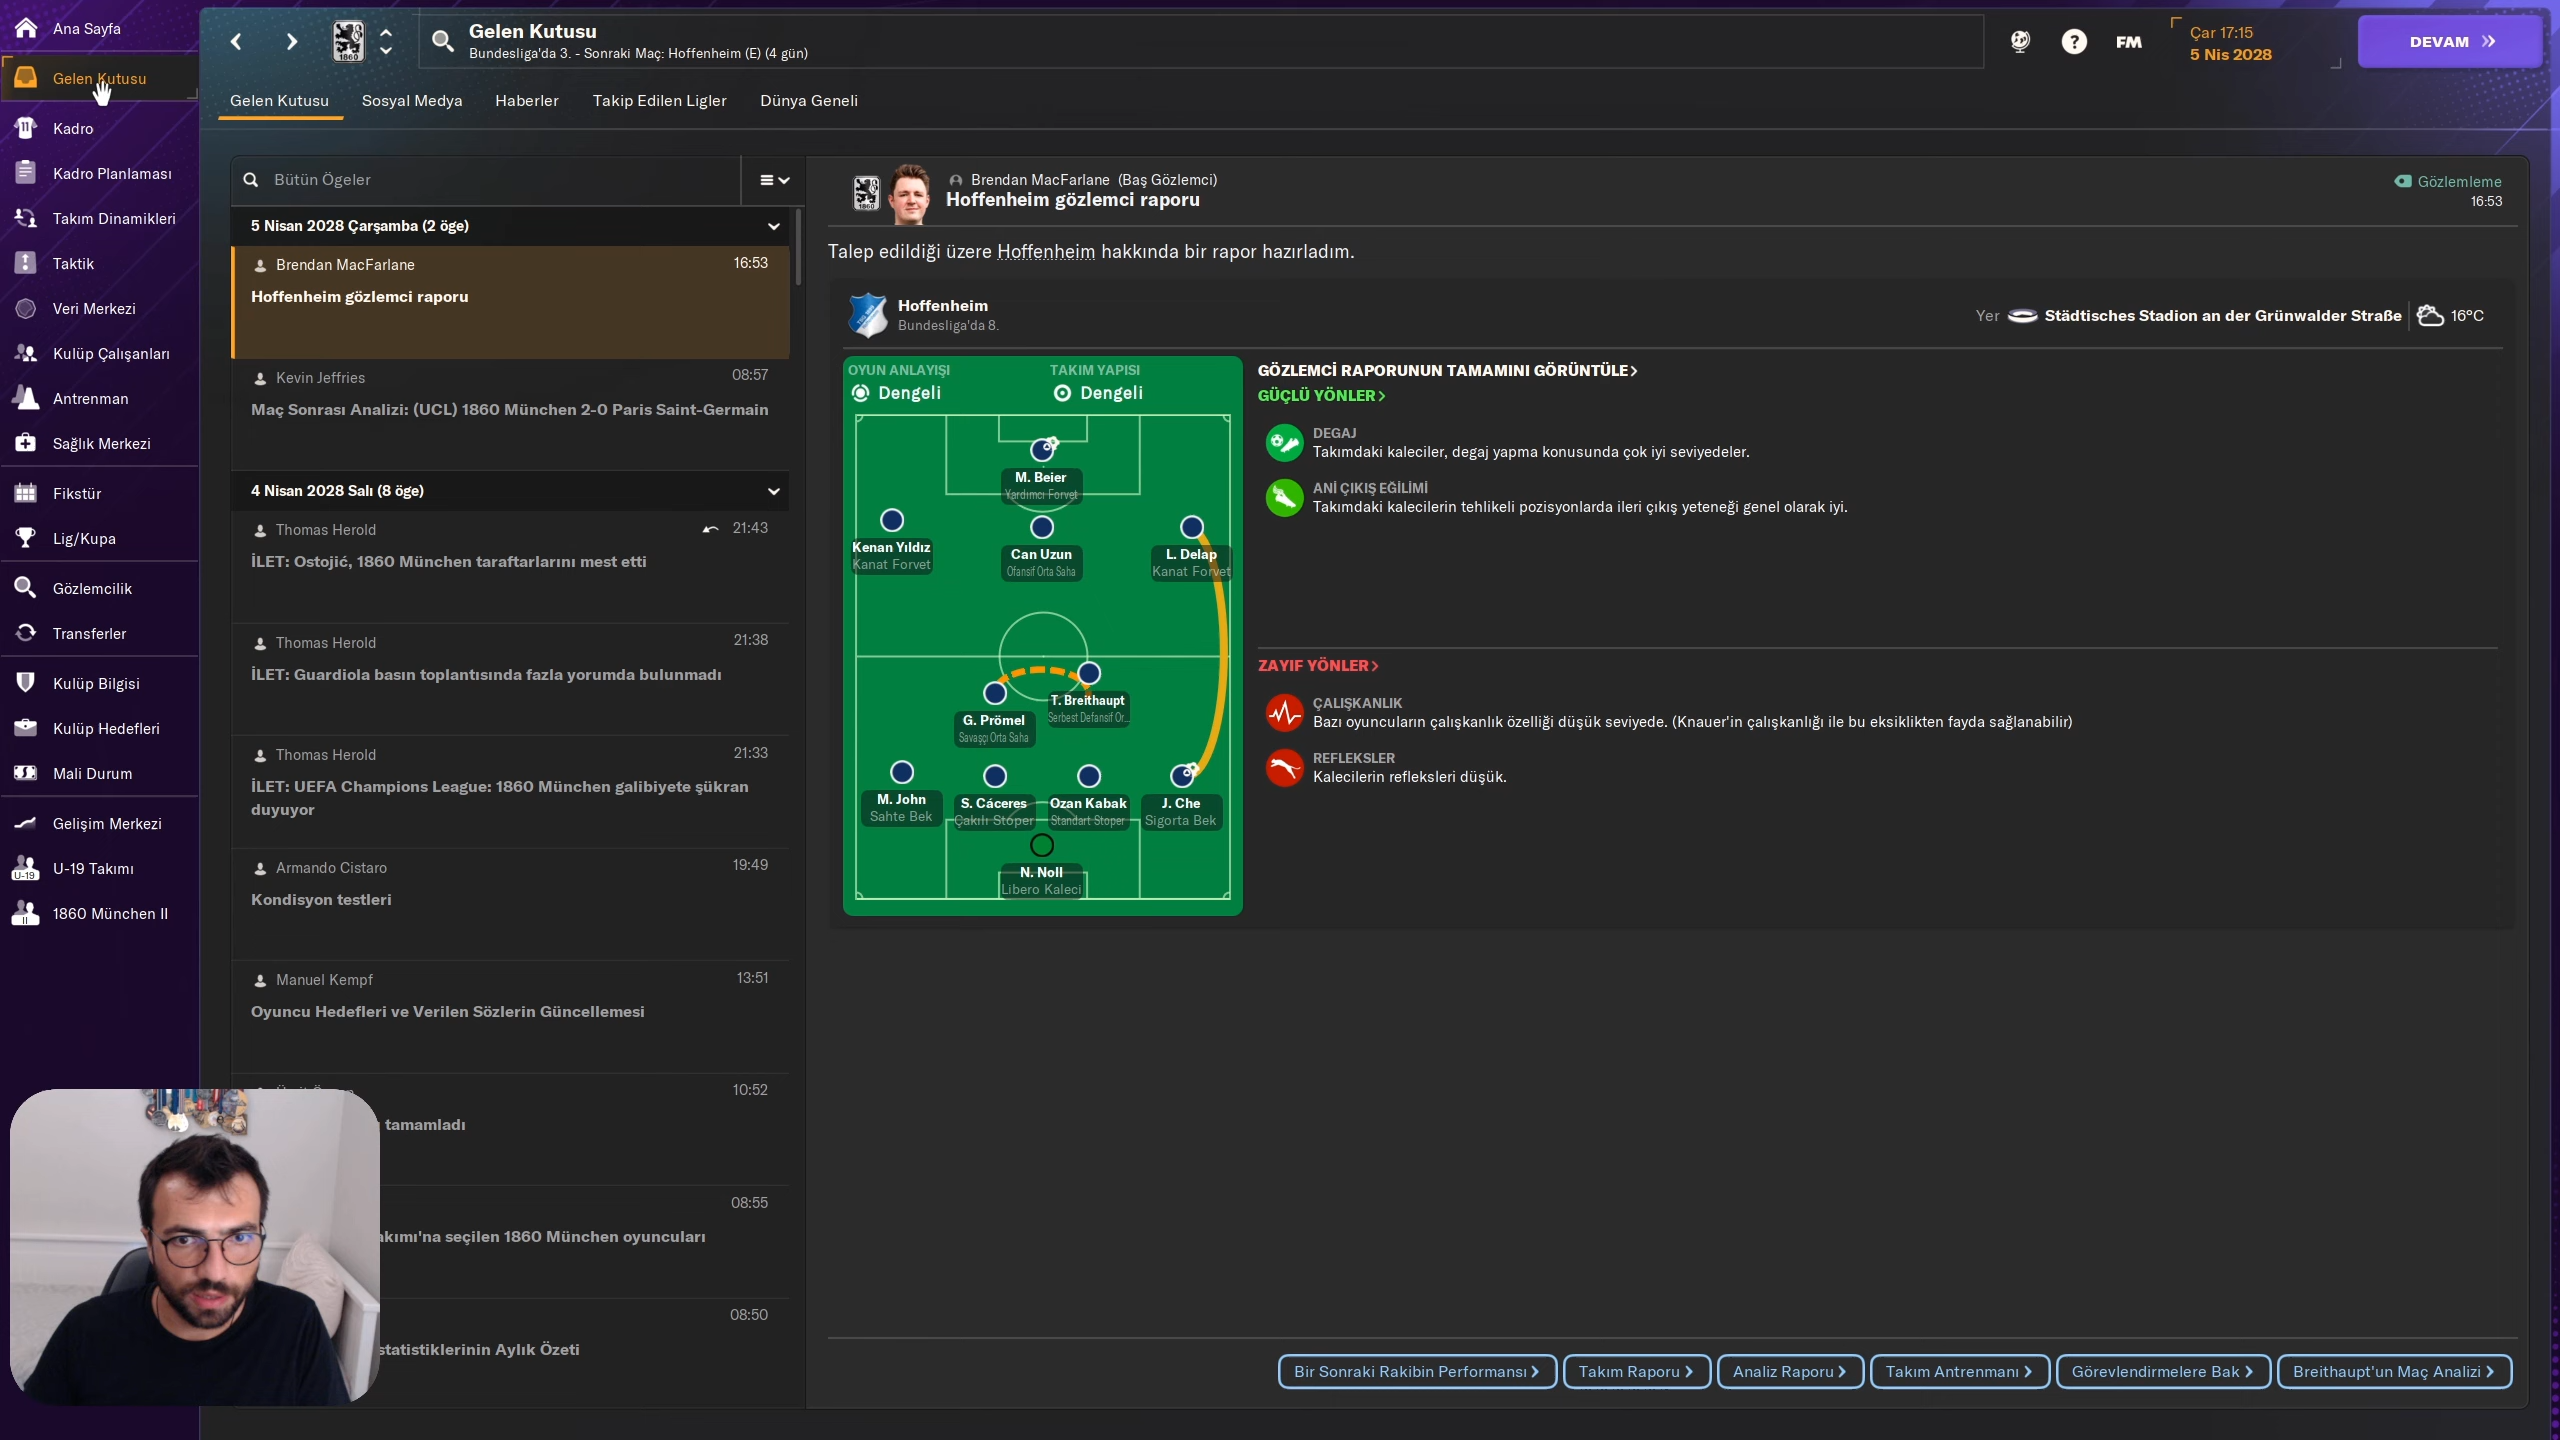 Ana Sayfa
Gelen Kutusu
Kadro
Kadro Planlaması
Takım Dinamikleri
Taktik
Veri Merkezi
Kulüp Çalışanları
Antrenman
Sağlık Merkezi
Fikstür
Lig/Kupa
Gözlemcilik
Transferler
Kulüp Bilgisi
Kulüp Hedefleri
Mali Durum
Gelişim Merkezi
U-19 Takımı
1860 München II
Gelen Kutusu
Bundesliga'da 3. - Sonraki Maç: Hoffenheim (E) (4 gün)
FM
Çar 17:15
5 Nis 2028
DEVAM
Gelen Kutusu
Sosyal Medya
Haberler
Takip Edilen Ligler
Dünya Geneli
Bütün Ögeler
5 Nisan 2028 Çarşamba (2 öge)
Brendan MacFarlane 16:53
Hoffenheim gözlemci raporu
Kevin Jeffries 08:57
Maç Sonrası Analizi: (UCL) 1860 München 2-0 Paris Saint-Germain
4 Nisan 2028 Salı (8 öge)
Thomas Herold 21:43
İLET: Ostojić, 1860 München taraftarlarını mest etti
Thomas Herold 21:38
İLET: Guardiola basın toplantısında fazla yorumda bulunmadı
Thomas Herold 21:33
İLET: UEFA Champions League: 1860 München galibiyete şükran
duyuyor
Armando Cistaro 19:49
Kondisyon testleri
Manuel Kempf 13:51
Oyuncu Hedefleri ve Verilen Sözlerin Güncellemesi
10:52
tamamladı
08:55
akımı'na seçilen 1860 München oyuncuları
08:50
statistiklerinin Aylık Özeti
Brendan MacFarlane (Baş Gözlemci)
Hoffenheim gözlemci raporu
Gözlemleme
16:53
Talep edildiği üzere Hoffenheim hakkında bir rapor hazırladım.
Hoffenheim
Bundesliga'da 8.
Yer Städtisches Stadion an der Grünwalder Straße 16°C
OYUN ANLAYIŞI
Dengeli
TAKIM YAPISI
Dengeli
M. Beier
Yardımcı Forvet
Kenan Yıldız
Kanat Forvet
Can Uzun
Ofansif Orta Saha
L. Delap
Kanat Forvet
G. Prömel
Savaşçı Orta Saha
T. Breithaupt
Serbest Defansif Or...
M. John
Sahte Bek
S. Cáceres
Çakılı Stoper
Ozan Kabak
Standart Stoper
J. Che
Sigorta Bek
N. Noll
Libero Kaleci
GÖZLEMCİ RAPORUNUN TAMAMINI GÖRÜNTÜLE
GÜÇLÜ YÖNLER
DEGAJ
Takımdaki kaleciler, degaj yapma konusunda çok iyi seviyedeler.
ANİ ÇIKIŞ EĞİLİMİ
Takımdaki kalecilerin tehlikeli pozisyonlarda ileri çıkış yeteneği genel olarak iyi.
ZAYIF YÖNLER
ÇALIŞKANLIK
Bazı oyuncuların çalışkanlık özelliği düşük seviyede. (Knauer'in çalışkanlığı ile bu eksiklikten fayda sağlanabilir)
REFLEKSLER
Kalecilerin refleksleri düşük.
Bir Sonraki Rakibin Performansı
Takım Raporu
Analiz Raporu
Takım Antrenmanı
Görevlendirmelere Bak
Breithaupt'un Maç Analizi